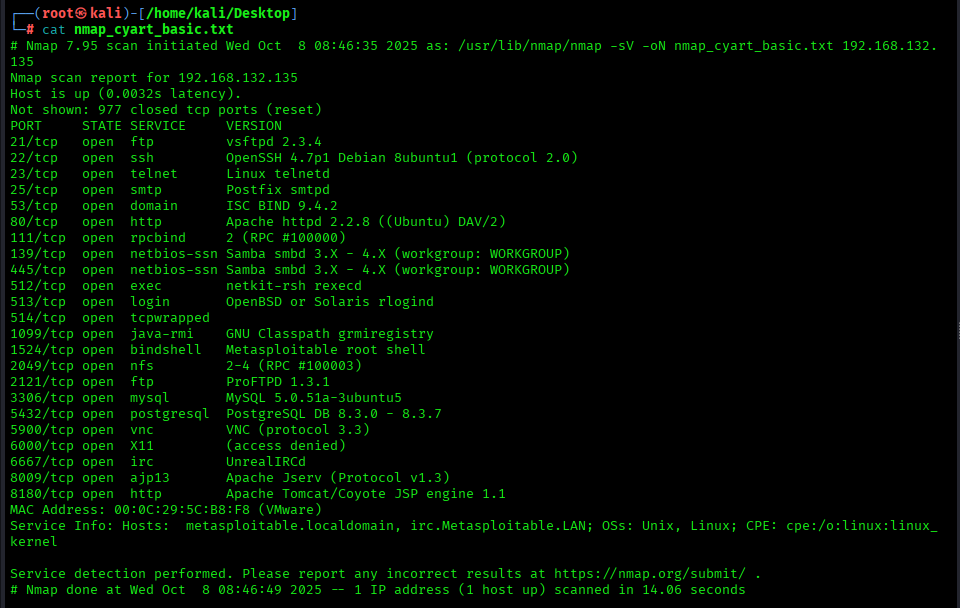 ┌──(root㉿kali)-[/home/kali/Desktop]
└─# cat nmap_cyart_basic.txt
# Nmap 7.95 scan initiated Wed Oct  8 08:46:35 2025 as: /usr/lib/nmap/nmap -sV -oN nmap_cyart_basic.txt 192.168.132.
135
Nmap scan report for 192.168.132.135
Host is up (0.0032s latency).
Not shown: 977 closed tcp ports (reset)
PORT     STATE SERVICE     VERSION
21/tcp   open  ftp         vsftpd 2.3.4
22/tcp   open  ssh         OpenSSH 4.7p1 Debian 8ubuntu1 (protocol 2.0)
23/tcp   open  telnet      Linux telnetd
25/tcp   open  smtp        Postfix smtpd
53/tcp   open  domain      ISC BIND 9.4.2
80/tcp   open  http        Apache httpd 2.2.8 ((Ubuntu) DAV/2)
111/tcp  open  rpcbind     2 (RPC #100000)
139/tcp  open  netbios-ssn Samba smbd 3.X - 4.X (workgroup: WORKGROUP)
445/tcp  open  netbios-ssn Samba smbd 3.X - 4.X (workgroup: WORKGROUP)
512/tcp  open  exec        netkit-rsh rexecd
513/tcp  open  login       OpenBSD or Solaris rlogind
514/tcp  open  tcpwrapped
1099/tcp open  java-rmi    GNU Classpath grmiregistry
1524/tcp open  bindshell   Metasploitable root shell
2049/tcp open  nfs         2-4 (RPC #100003)
2121/tcp open  ftp         ProFTPD 1.3.1
3306/tcp open  mysql       MySQL 5.0.51a-3ubuntu5
5432/tcp open  postgresql  PostgreSQL DB 8.3.0 - 8.3.7
5900/tcp open  vnc         VNC (protocol 3.3)
6000/tcp open  X11         (access denied)
6667/tcp open  irc         UnrealIRCd
8009/tcp open  ajp13       Apache Jserv (Protocol v1.3)
8180/tcp open  http        Apache Tomcat/Coyote JSP engine 1.1
MAC Address: 00:0C:29:5C:B8:F8 (VMware)
Service Info: Hosts:  metasploitable.localdomain, irc.Metasploitable.LAN; OSs: Unix, Linux; CPE: cpe:/o:linux:linux_
kernel

Service detection performed. Please report any incorrect results at https://nmap.org/submit/ .
# Nmap done at Wed Oct  8 08:46:49 2025 -- 1 IP address (1 host up) scanned in 14.06 seconds